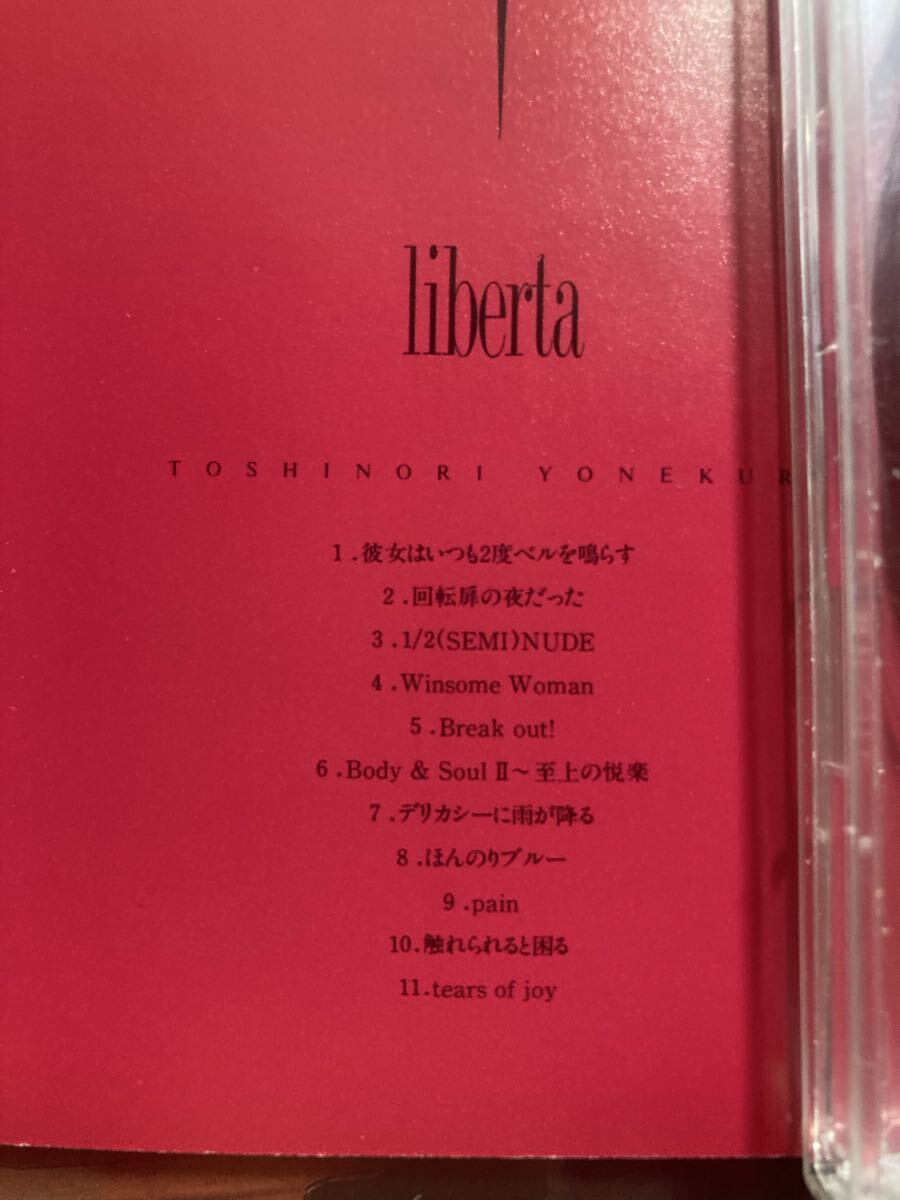 liberta
TOSHINORI YONEKUR
1.彼女はいつも2度ベルを鳴らす
2.回転扉の夜だった
3.1/2(SEMI)NUDE
4.Winsome Woman
5.Break out!
6.Body & Soul Ⅱ～至上の悦楽
7.デリカシーに雨が降る
8.ほんのりブルー
9.pain
10.触れられると困る
11.tears of joy